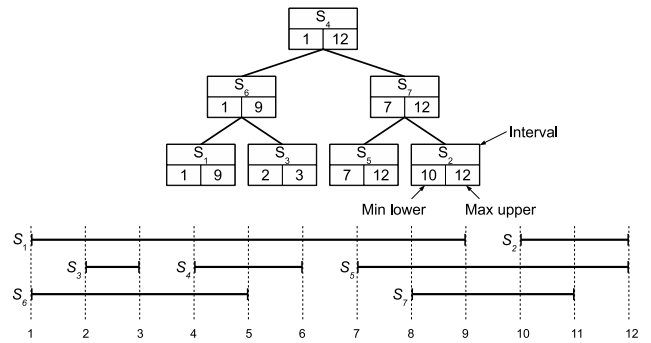 S₄
1 12
S₆ S₇
1 9 7 12
Interval
S₁ S₃ S₅ S₂
1 9 2 3 7 12 10 12
Min lower Max upper
S₁ S₂
S₃ S₄ S₅
S₆ S₇
1 2 3 4 5 6 7 8 9 10 11 12